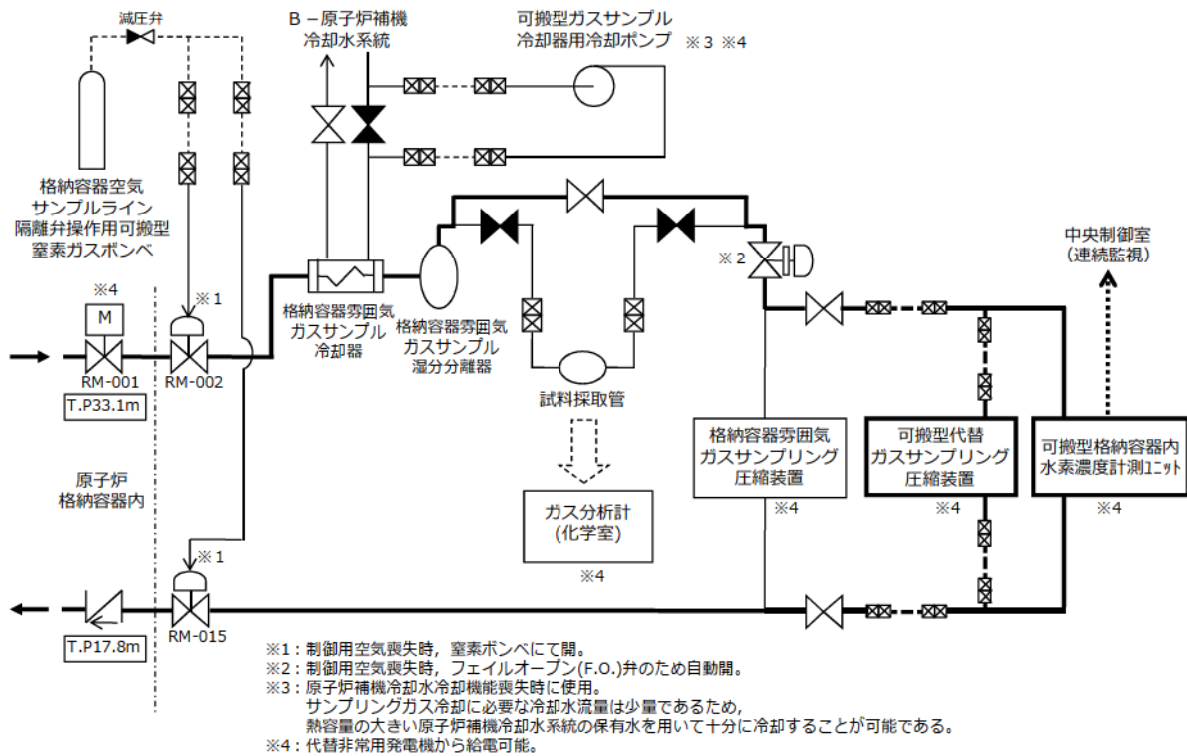 減圧弁
B-原子炉補機
冷却水系統
可搬型ガスサンプル
冷却器用冷却ポンプ ※3 ※4
格納容器空気
サンプルライン
隔離弁操作用可搬型
窒素ガスボンベ
※4
M
RM-001
T.P33.1m
※1
RM-002
格納容器雰囲気
ガスサンプル
冷却器
格納容器雰囲気
ガスサンプル
湿分分離器
試料採取管
※2
中央制御室
(連続監視)
格納容器雰囲気
ガスサンプリング
圧縮装置
※4
可搬型代替
ガスサンプリング
圧縮装置
※4
可搬型格納容器内
水素濃度計測ﾕﾆｯﾄ
※4
ガス分析計
(化学室)
※4
原子炉
格納容器内
※1
RM-015
T.P17.8m
※1:制御用空気喪失時,窒素ボンベにて開。
※2:制御用空気喪失時,フェイルオープン(F.O.)弁のため自動開。
※3:原子炉補機冷却水冷却機能喪失時に使用。
サンプリングガス冷却に必要な冷却水流量は少量であるため,
熱容量の大きい原子炉補機冷却水系統の保有水を用いて十分に冷却することが可能である。
※4:代替非常用発電機から給電可能。